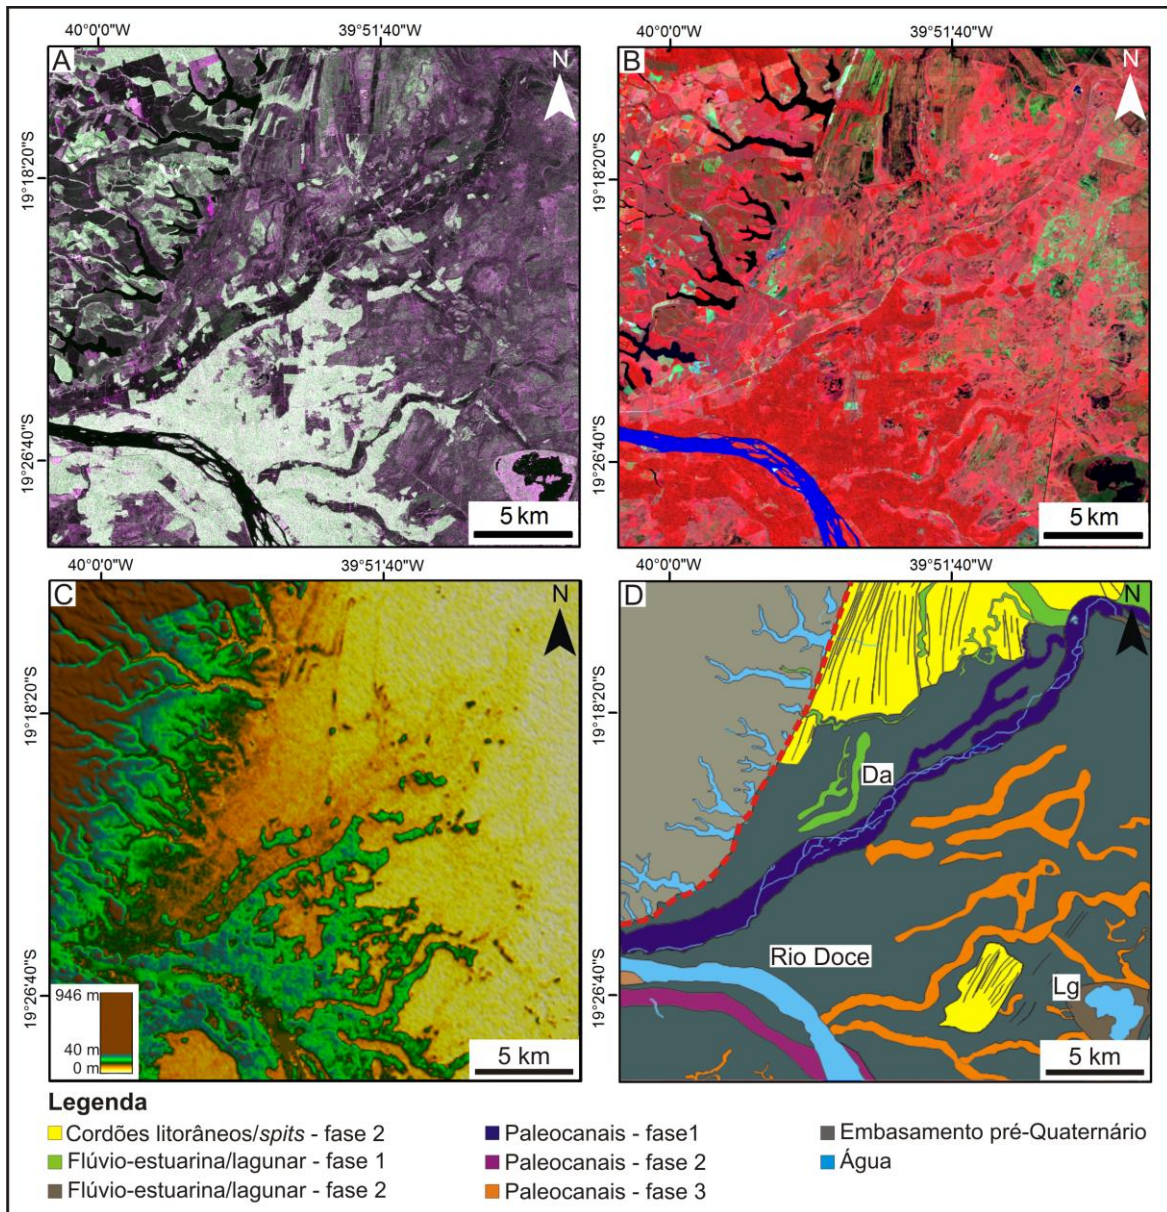 40°0'0"W
39°51'40"W
40°0'0"W
39°51'40"W
A
N
B
N
19°18'20"S
19°18'20"S
19°26'40"S
19°26'40"S
5 km
5 km
40°0'0"W
39°51'40"W
40°0'0"W
39°51'40"W
C
N
D
N
19°18'20"S
19°18'20"S
Da
Rio Doce
19°26'40"S
19°26'40"S
Lg
946 m
40 m
0 m
5 km
5 km
Legenda
Cordões litorâneos/spits - fase 2
Paleocanais - fase1
Embasamento pré-Quaternário
Flúvio-estuarina/lagunar - fase 1
Paleocanais - fase 2
Água
Flúvio-estuarina/lagunar - fase 2
Paleocanais - fase 3